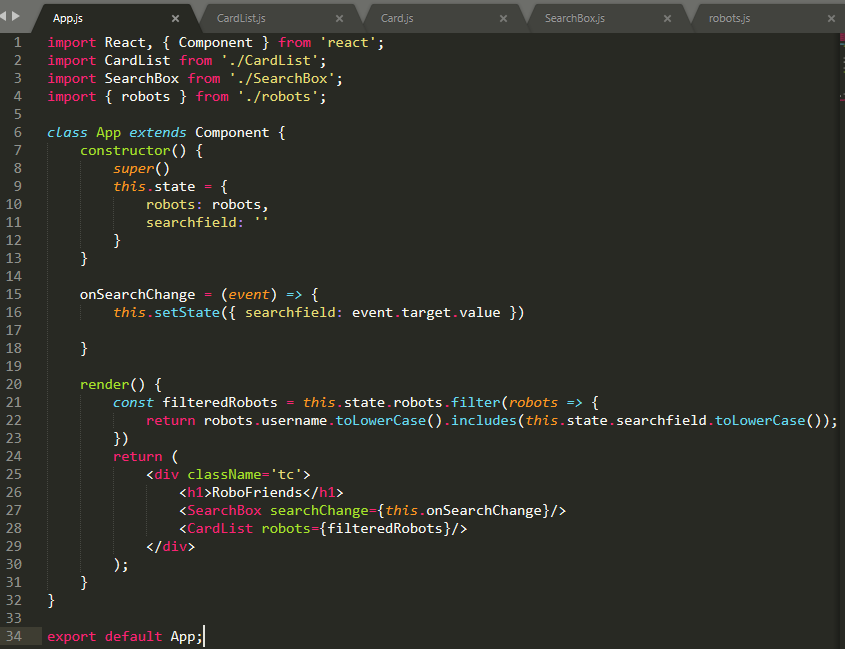 App.js × CardList.js × Card.js × SearchBox.js × robots.js ×
1 import React, { Component } from 'react';
2 import CardList from './CardList';
3 import SearchBox from './SearchBox';
4 import { robots } from './robots';
5
6 class App extends Component {
7     constructor() {
8         super()
9         this.state = {
10             robots: robots,
11             searchfield: ''
12         }
13     }
14
15     onSearchChange = (event) => {
16         this.setState({ searchfield: event.target.value })
17
18     }
19
20     render() {
21         const filteredRobots = this.state.robots.filter(robots => {
22             return robots.username.toLowerCase().includes(this.state.searchfield.toLowerCase());
23         })
24         return (
25             <div className='tc'>
26                 <h1>RoboFriends</h1>
27                 <SearchBox searchChange={this.onSearchChange}/>
28                 <CardList robots={filteredRobots}/>
29             </div>
30         );
31     }
32 }
33
34 export default App;